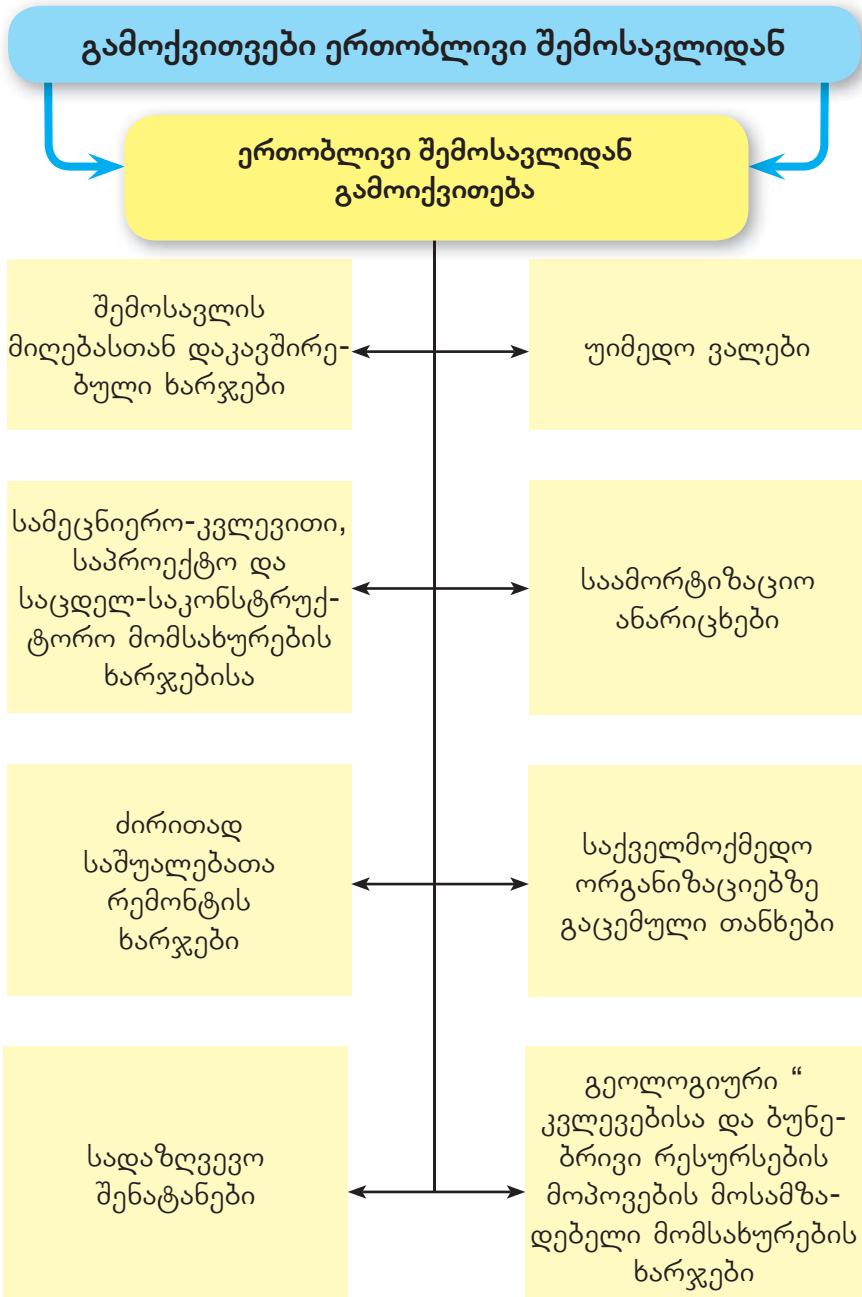 გამოქვითვები ერთობლივი შემოსავლიდან
ერთობლივი შემოსავლიდან
გამოიქვითება
შემოსავლის
მიღებასთან დაკავშირე-
ბული ხარჯები
უიმედო ვალები
სამეცნიერო-კვლევითი,
საპროექტო და
საცდელ-საკონსტრუქ-
ტორო მომსახურების
ხარჯებისა
საამორტიზაციო
ანარიცხები
ძირითად
საშუალებათა
რემონტის
ხარჯები
საქველმოქმედო
ორგანიზაციებზე
გაცემული თანხები
სადაზღვევო
შენატანები
გეოლოგიური “
კვლევებისა და ბუნე-
ბრივი რესურსების
მოპოვების მოსამზა-
დებელი მომსახურების
ხარჯები